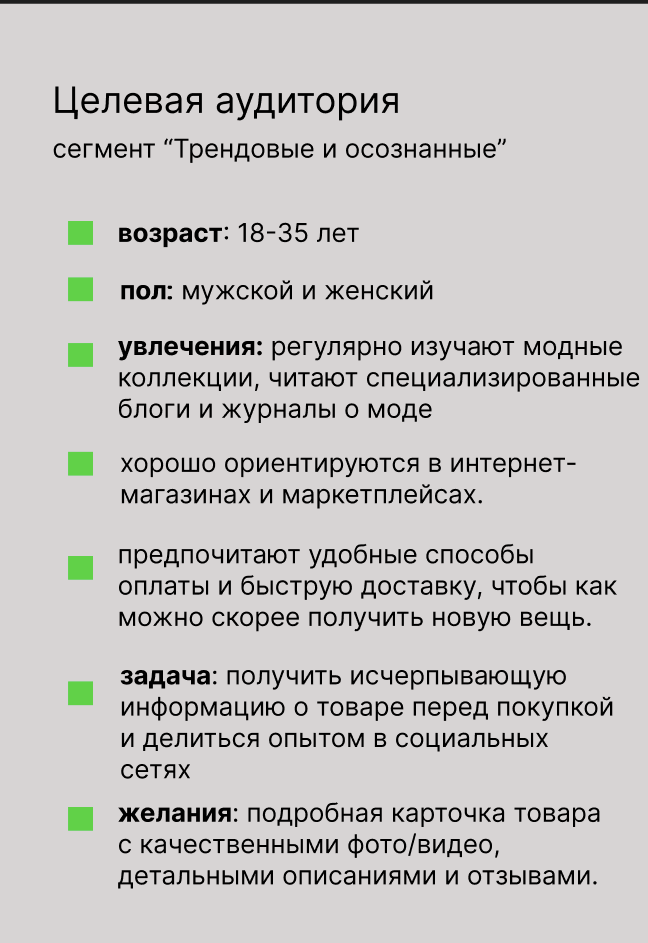 Целевая аудитория
сегмент “Трендовые и осознанные”
возраст: 18-35 лет
пол: мужской и женский
увлечения: регулярно изучают модные
коллекции, читают специализированные
блоги и журналы о моде
хорошо ориентируются в интернет-
магазинах и маркетплейсах.
предпочитают удобные способы
оплаты и быструю доставку, чтобы как
можно скорее получить новую вещь.
задача: получить исчерпывающую
информацию о товаре перед покупкой
и делиться опытом в социальных
сетях
желания: подробная карточка товара
с качественными фото/видео,
детальными описаниями и отзывами.